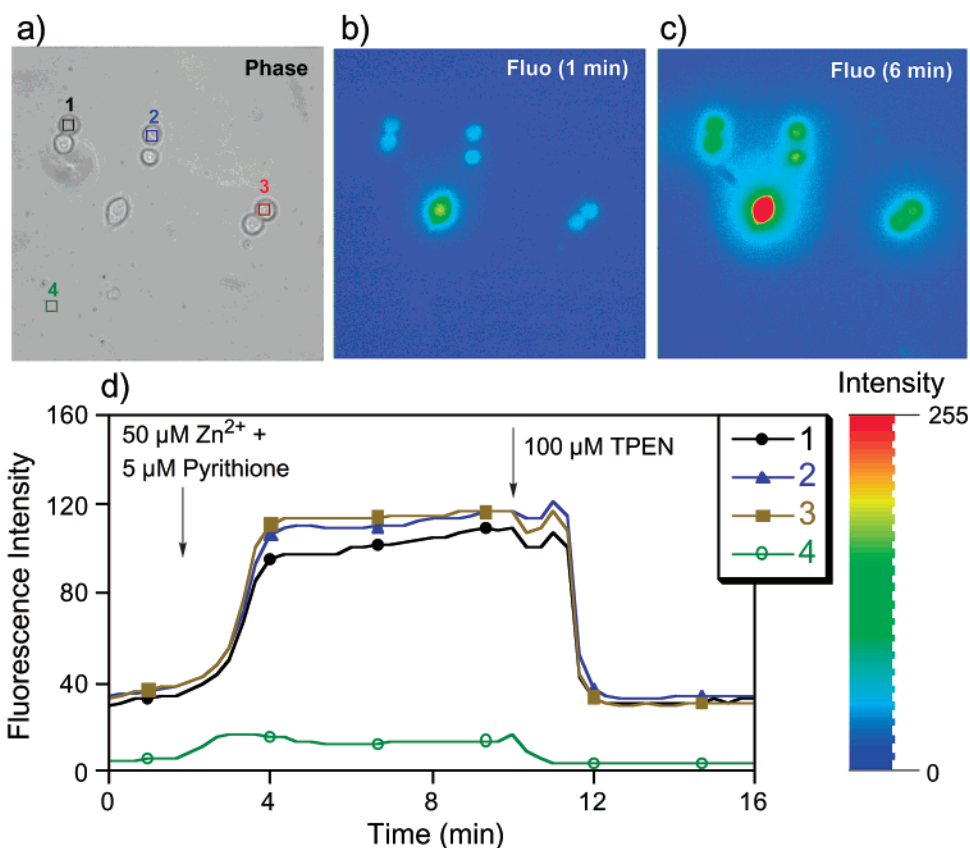 a)
Phase
1
2
3
4
b)
Fluo (1 min)
c)
Fluo (6 min)
d)
Fluorescence Intensity
160
120
80
40
0
50 µM Zn²⁺ +
5 µM Pyrithione
100 µM TPEN
1
2
3
4
0
4
8
12
16
Time (min)
Intensity
255
0